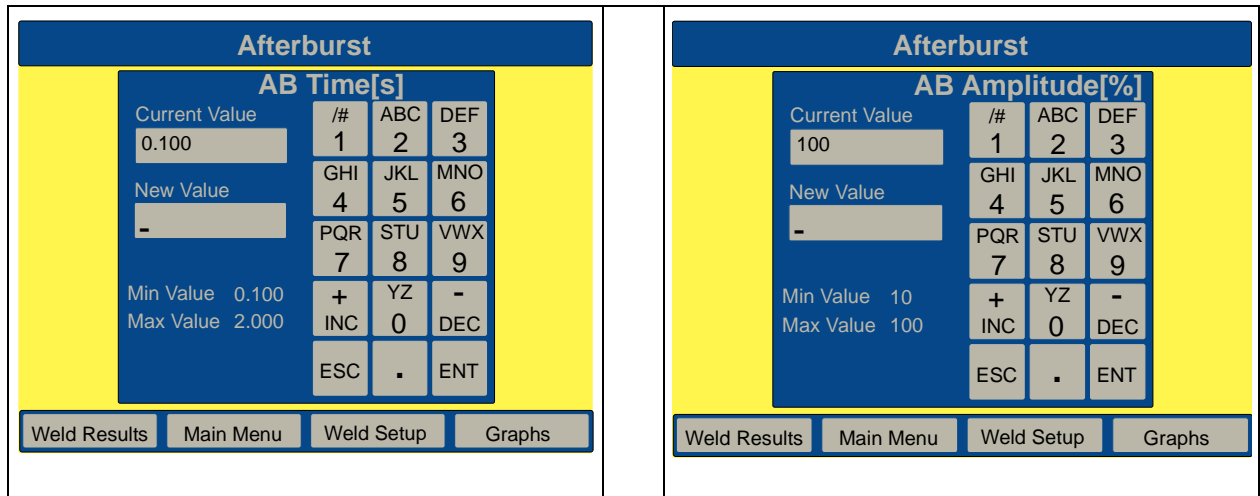 Afterburst
AB Time[s]
Current Value
0.100
New Value
-
Min Value 0.100
Max Value 2.000
/# ABC DEF
1 2 3
GHI JKL MNO
4 5 6
PQR STU VWX
7 8 9
+ YZ -
INC 0 DEC
ESC . ENT
Weld Results Main Menu Weld Setup Graphs
Afterburst
AB Amplitude[%]
Current Value
100
New Value
-
Min Value 10
Max Value 100
/# ABC DEF
1 2 3
GHI JKL MNO
4 5 6
PQR STU VWX
7 8 9
+ YZ -
INC 0 DEC
ESC . ENT
Weld Results Main Menu Weld Setup Graphs